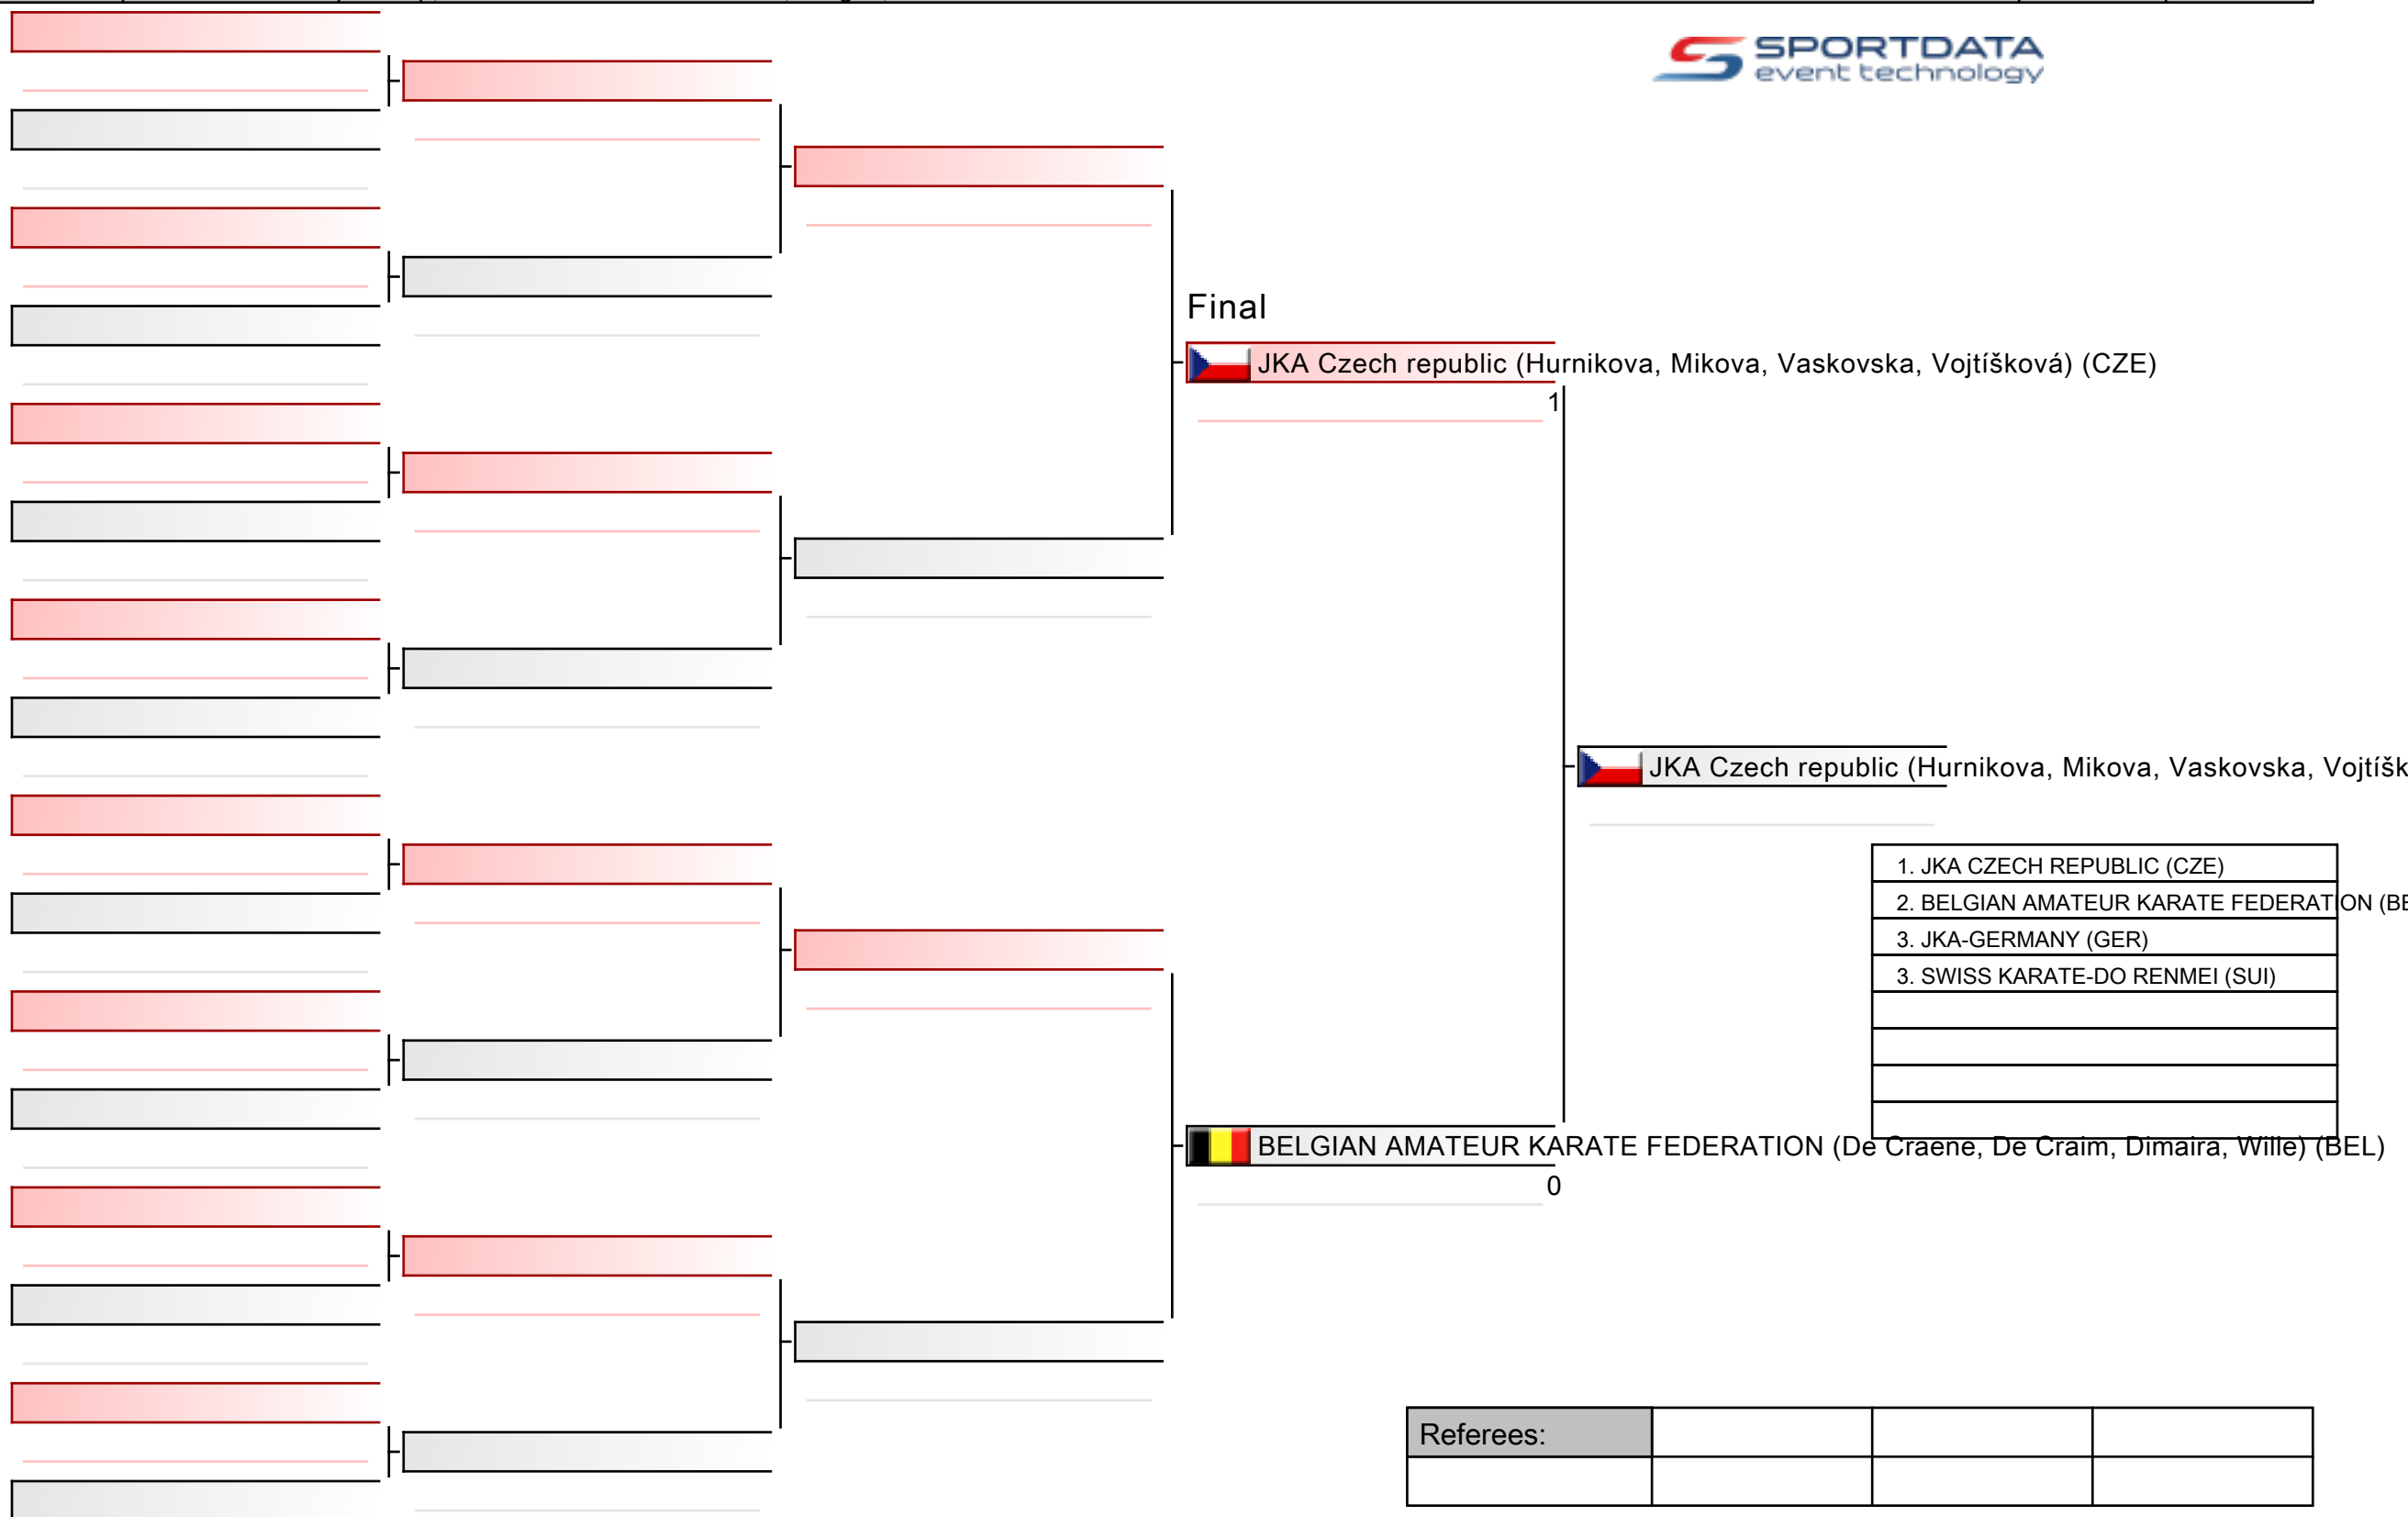 SPORTDATA
event technology
Final
JKA Czech republic (Hurnikova, Mikova, Vaskovska, Vojtíšková) (CZE)
1
JKA Czech republic (Hurnikova, Mikova, Vaskovska, Vojtíšk
1. JKA CZECH REPUBLIC (CZE)
2. BELGIAN AMATEUR KARATE FEDERATION (BE
3. JKA-GERMANY (GER)
3. SWISS KARATE-DO RENMEI (SUI)
BELGIAN AMATEUR KARATE FEDERATION (De Craene, De Craim, Dimaira, Wille) (BEL)
0
Referees: